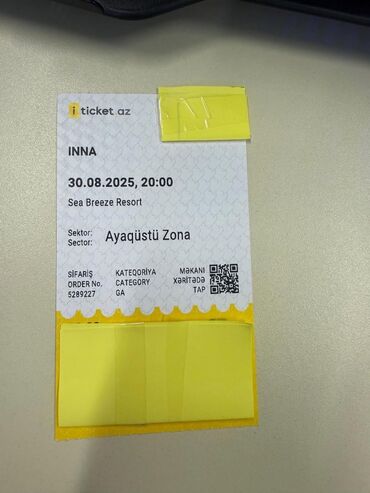 iticket.az
INNA
30.08.2025, 20:00
Sea Breeze Resort
Sektor:
Sector: Ayaqüstü Zona
SİFARİŞ KATEQORİYA MƏKANI
ORDER No. CATEGORY XƏRİTƏDƏ
5289227 GA TAP